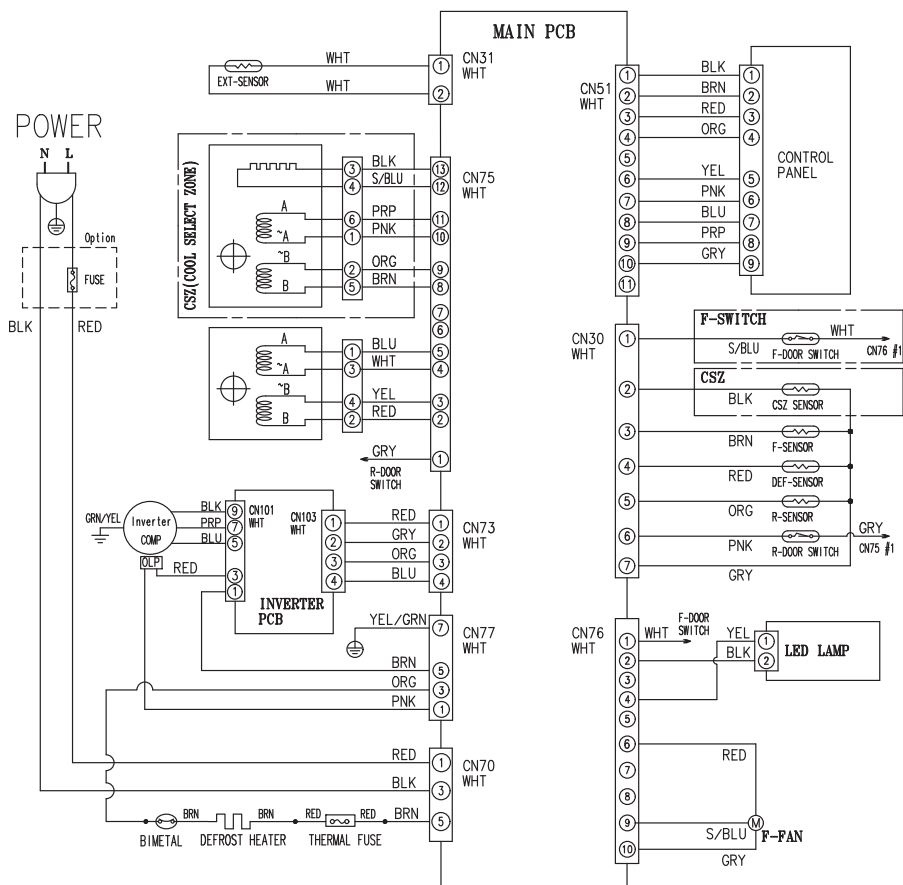 MAIN PCB
WHT
WHT
EXT-SENSOR
1
2
CN31
WHT
POWER
N L
Option
FUSE
BLK
RED
CSZ(COOL SELECT ZONE)
3 BLK 13
4 S/BLU 12
A 6 PRP 11
~A 1 PNK 10
~B 2 ORG 9
B 5 BRN 8
7
6
CN75
WHT
A 1 BLU 5
~A 3 WHT 4
~B 4 YEL 3
B 2 RED 2
GRY 1
R-DOOR
SWITCH
GRN/YEL
Inverter
COMP
OLP
BLK 9
PRP 7
BLU 5
RED 3
1
CN101
WHT
CN103
WHT
INVERTER
PCB
1 RED 1
2 GRY 2
3 ORG 3
4 BLU 4
CN73
WHT
YEL/GRN 7
BRN 5
ORG 3
PNK 1
CN77
WHT
RED 1
BLK 3
BRN 5
CN70
WHT
BRN BRN RED RED
BIMETAL DEFROST HEATER THERMAL FUSE
CN51
WHT
1 BLK 1
2 BRN 2
3 RED 3
4 ORG 4
5
6 YEL 5
7 PNK 6
8 BLU 7
9 PRP 8
10 GRY 9
11
CONTROL
PANEL
CN30
WHT
F-SWITCH
1 S/BLU F-DOOR SWITCH WHT
CN76 #1
CSZ
2 BLK CSZ SENSOR
3 BRN F-SENSOR
4 RED DEF-SENSOR
5 ORG R-SENSOR
6 PNK R-DOOR SWITCH GRY
CN75 #1
7 GRY
CN76
WHT
1 WHT F-DOOR
SWITCH
YEL 1
2 BLK 2
LED LAMP
3
4
5
6 RED
7
8
9 S/BLU M F-FAN
10 GRY